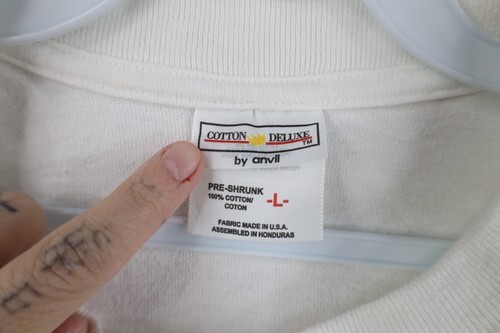 COTTON DELUXE TM
by anvil
PRE-SHRUNK
100% COTTON/
COTON
-L-
FABRIC MADE IN U.S.A.
ASSEMBLED IN HONDURAS